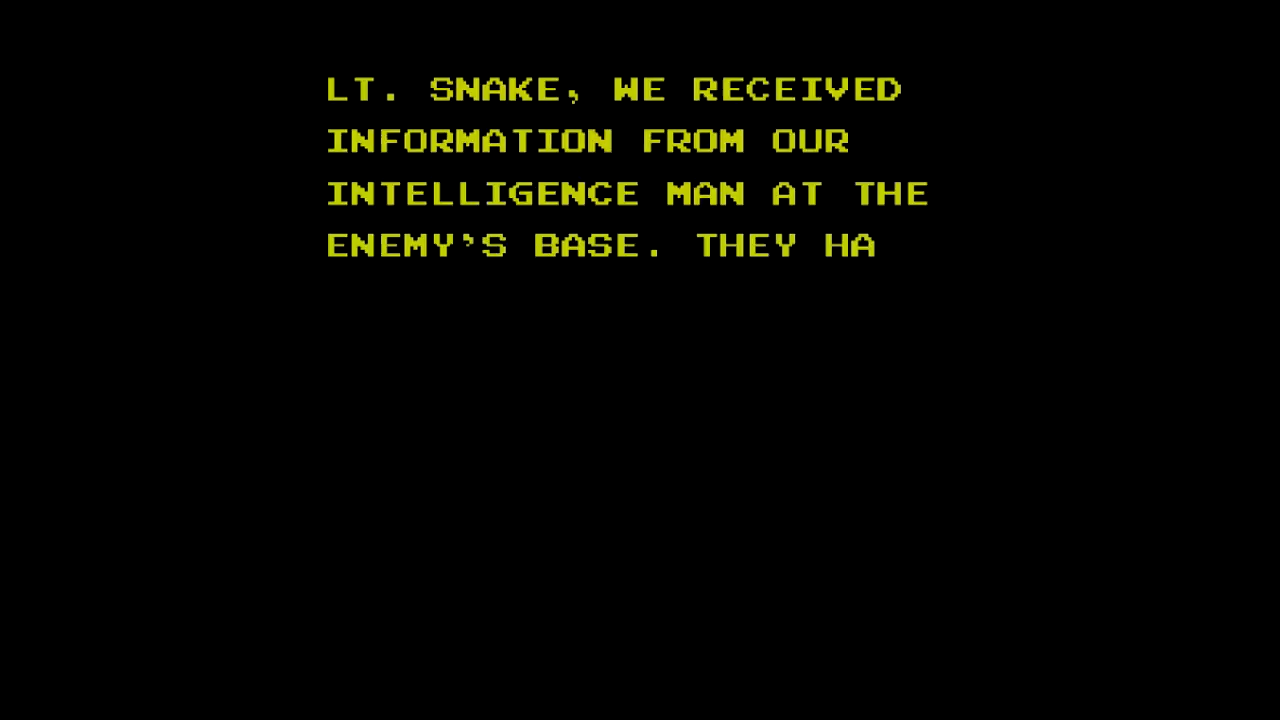 LT. SNAKE, WE RECEIVED
INFORMATION FROM OUR
INTELLIGENCE MAN AT THE
ENEMY'S BASE. THEY HA